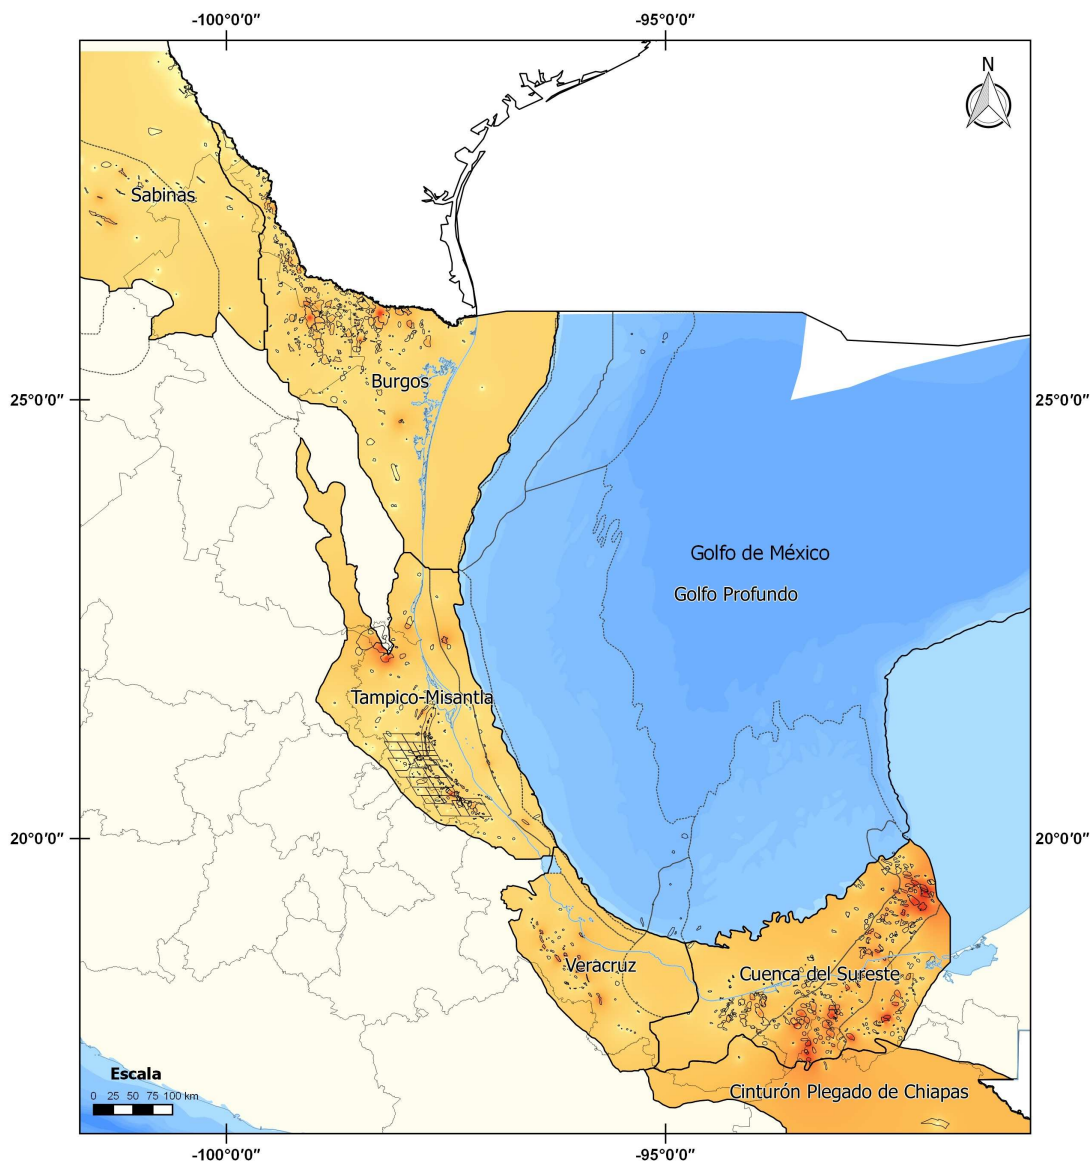 -100°0′0″ -95°0′0″
N
Sabinas
Burgos
25°0′0″ 25°0′0″
Golfo de México
Golfo Profundo
Tampico-Misantla
20°0′0″ 20°0′0″
Veracruz
Cuenca del Sureste
Escala
0 25 50 75 100 km
Cinturón Plegado de Chiapas
-100°0′0″ -95°0′0″